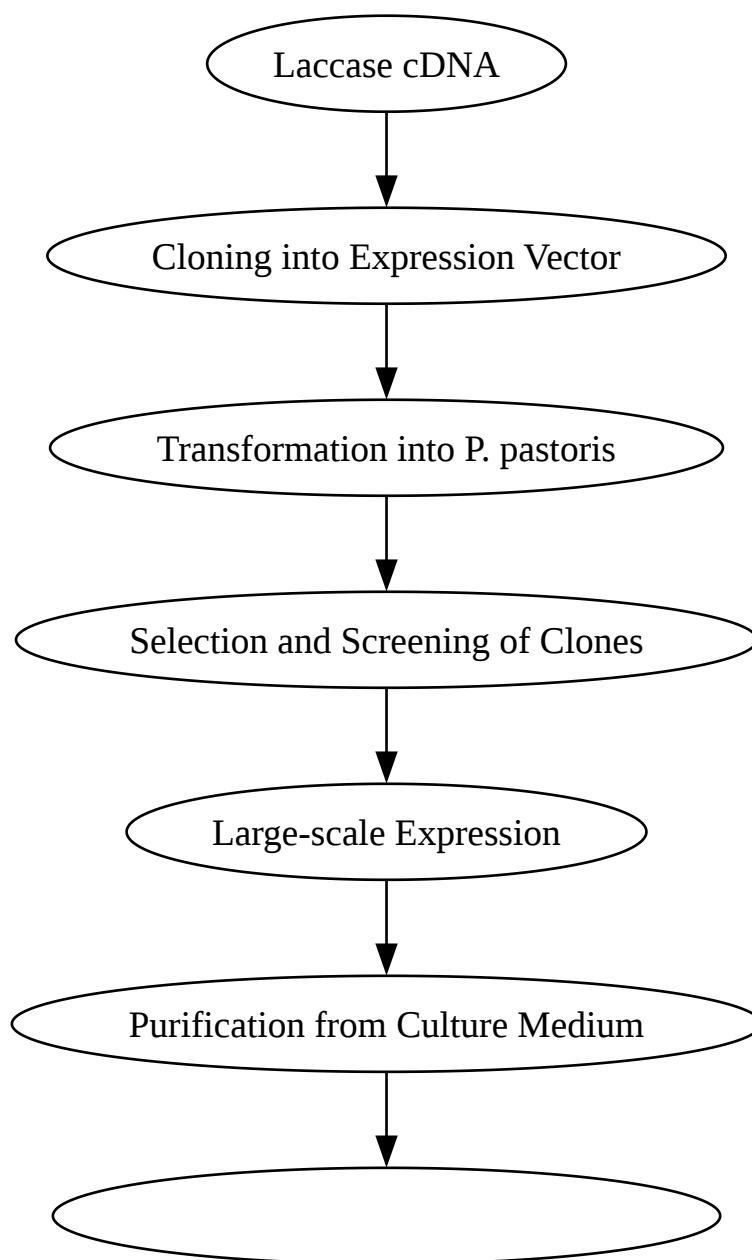 Laccase cDNA
Cloning into Expression Vector
Transformation into P. pastoris
Selection and Screening of Clones
Large-scale Expression
Purification from Culture Medium